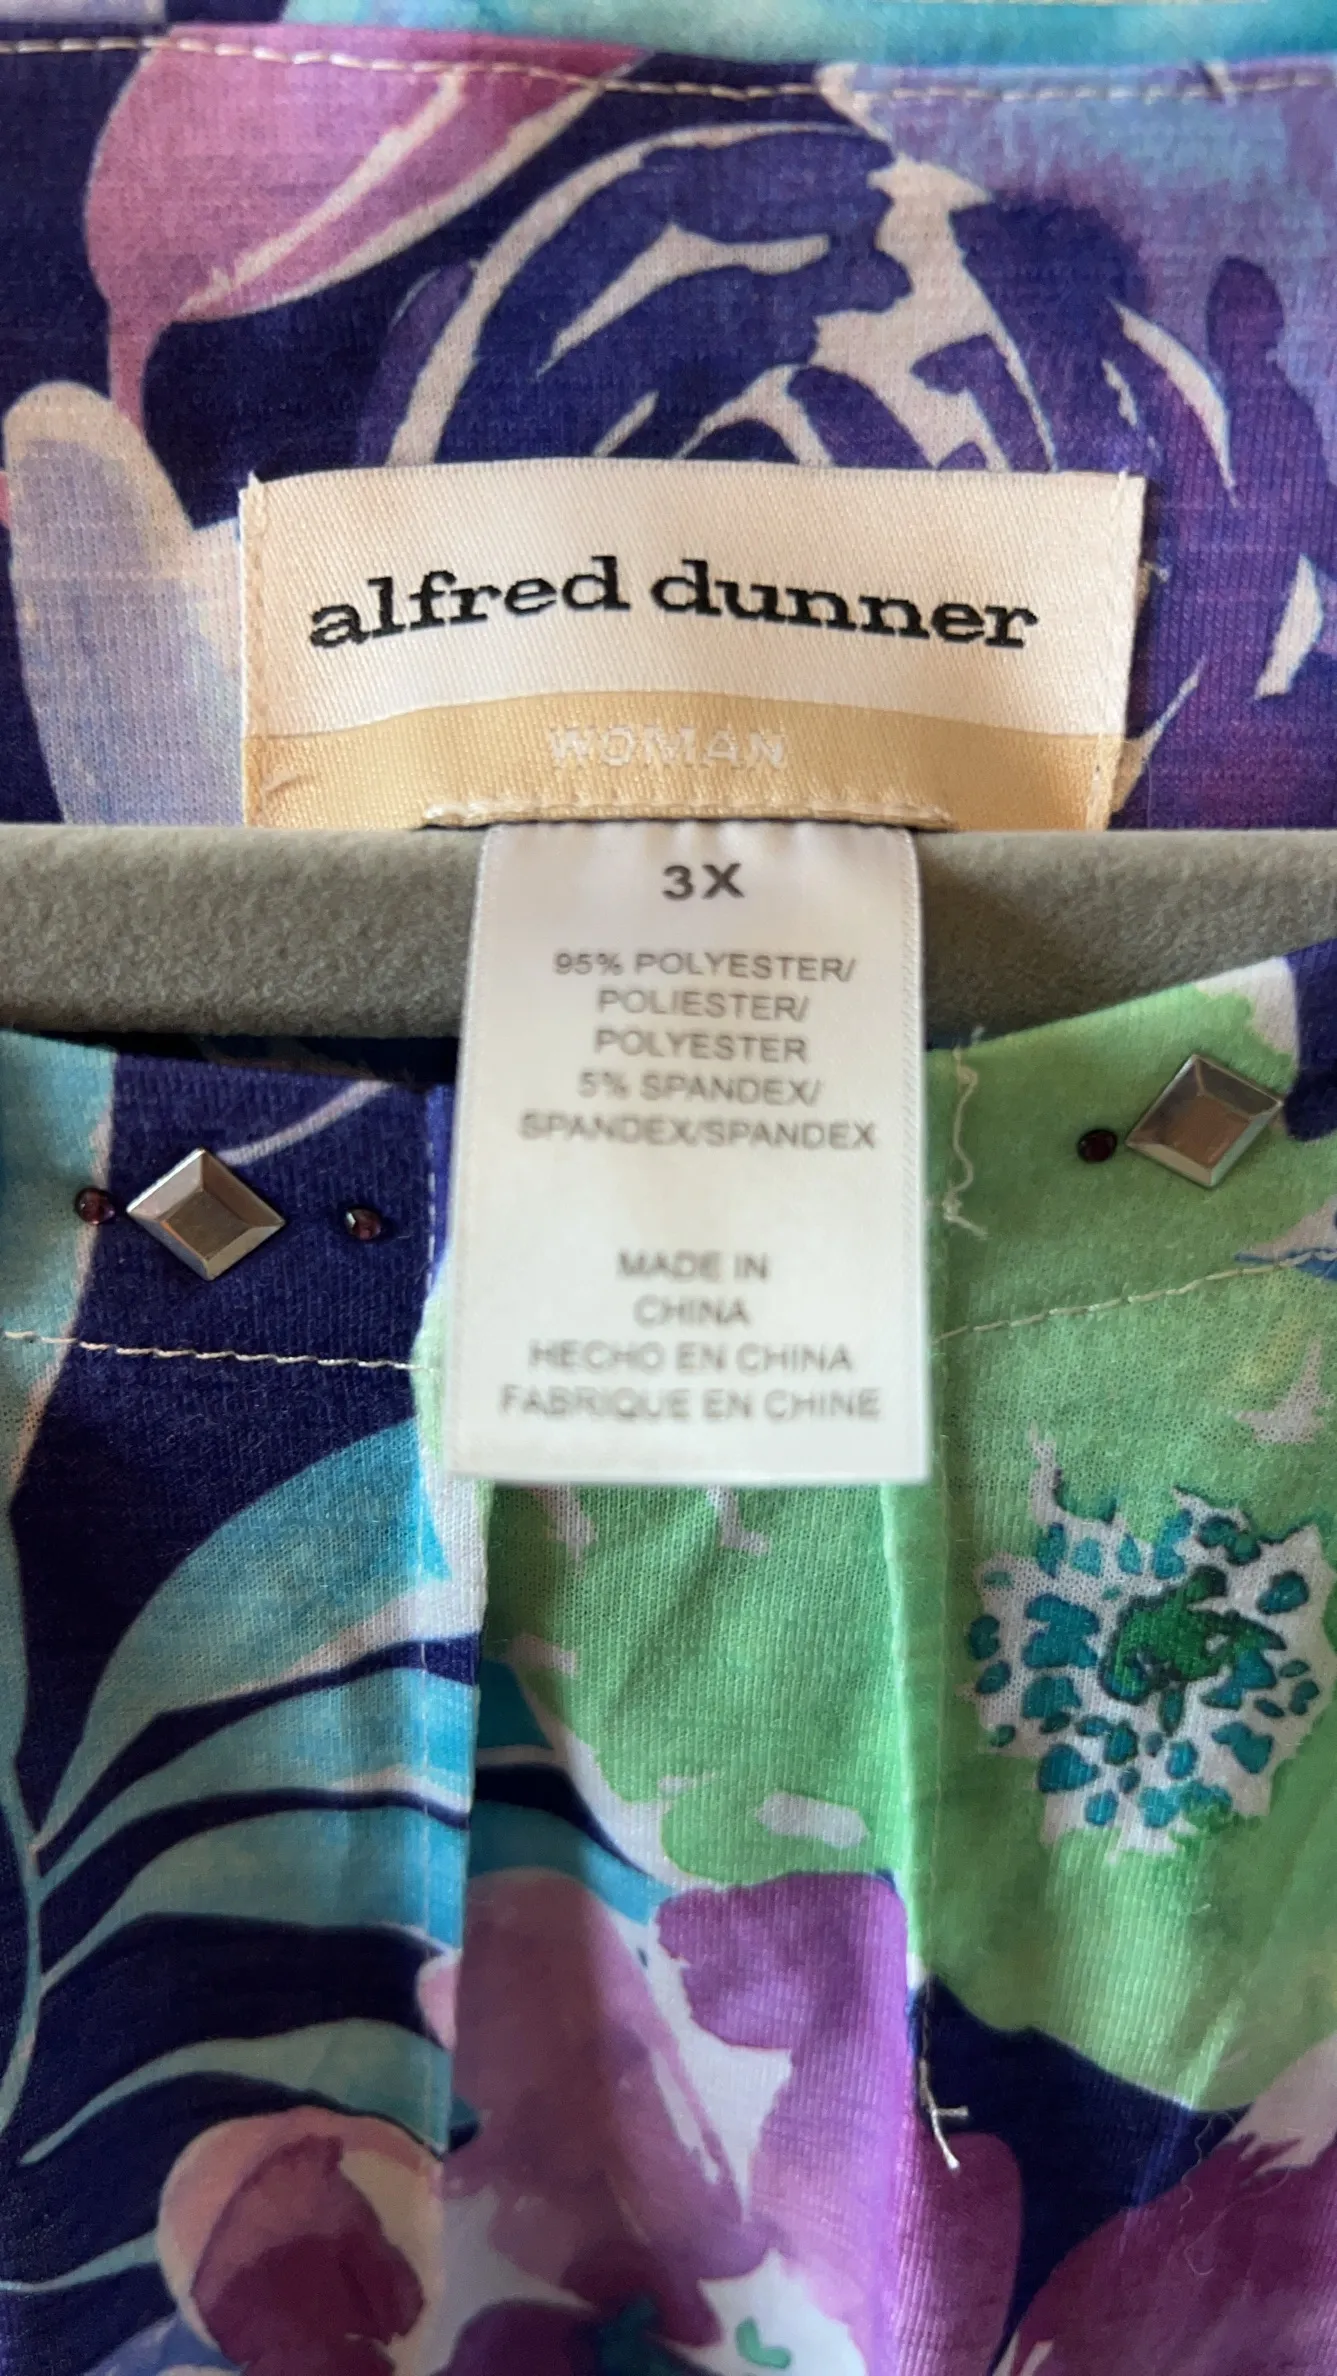 alfred dunner
WOMAN
3X
95% POLYESTER/
POLIESTER/
POLYESTER
5% SPANDEX/
SPANDEX/SPANDEX
MADE IN
CHINA
HECHO EN CHINA
FABRIQUE EN CHINE